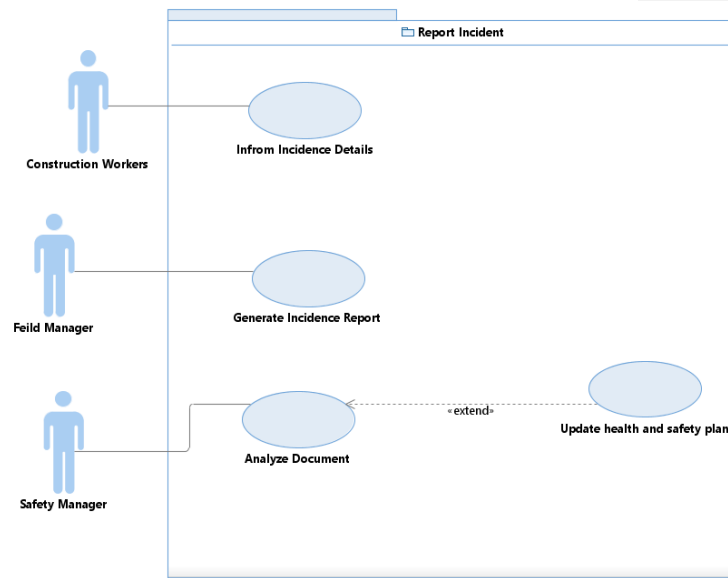 Report Incident
Construction Workers
Infrom Incidence Details
Feild Manager
Generate Incidence Report
Safety Manager
Analyze Document
«extend»
Update health and safety plan